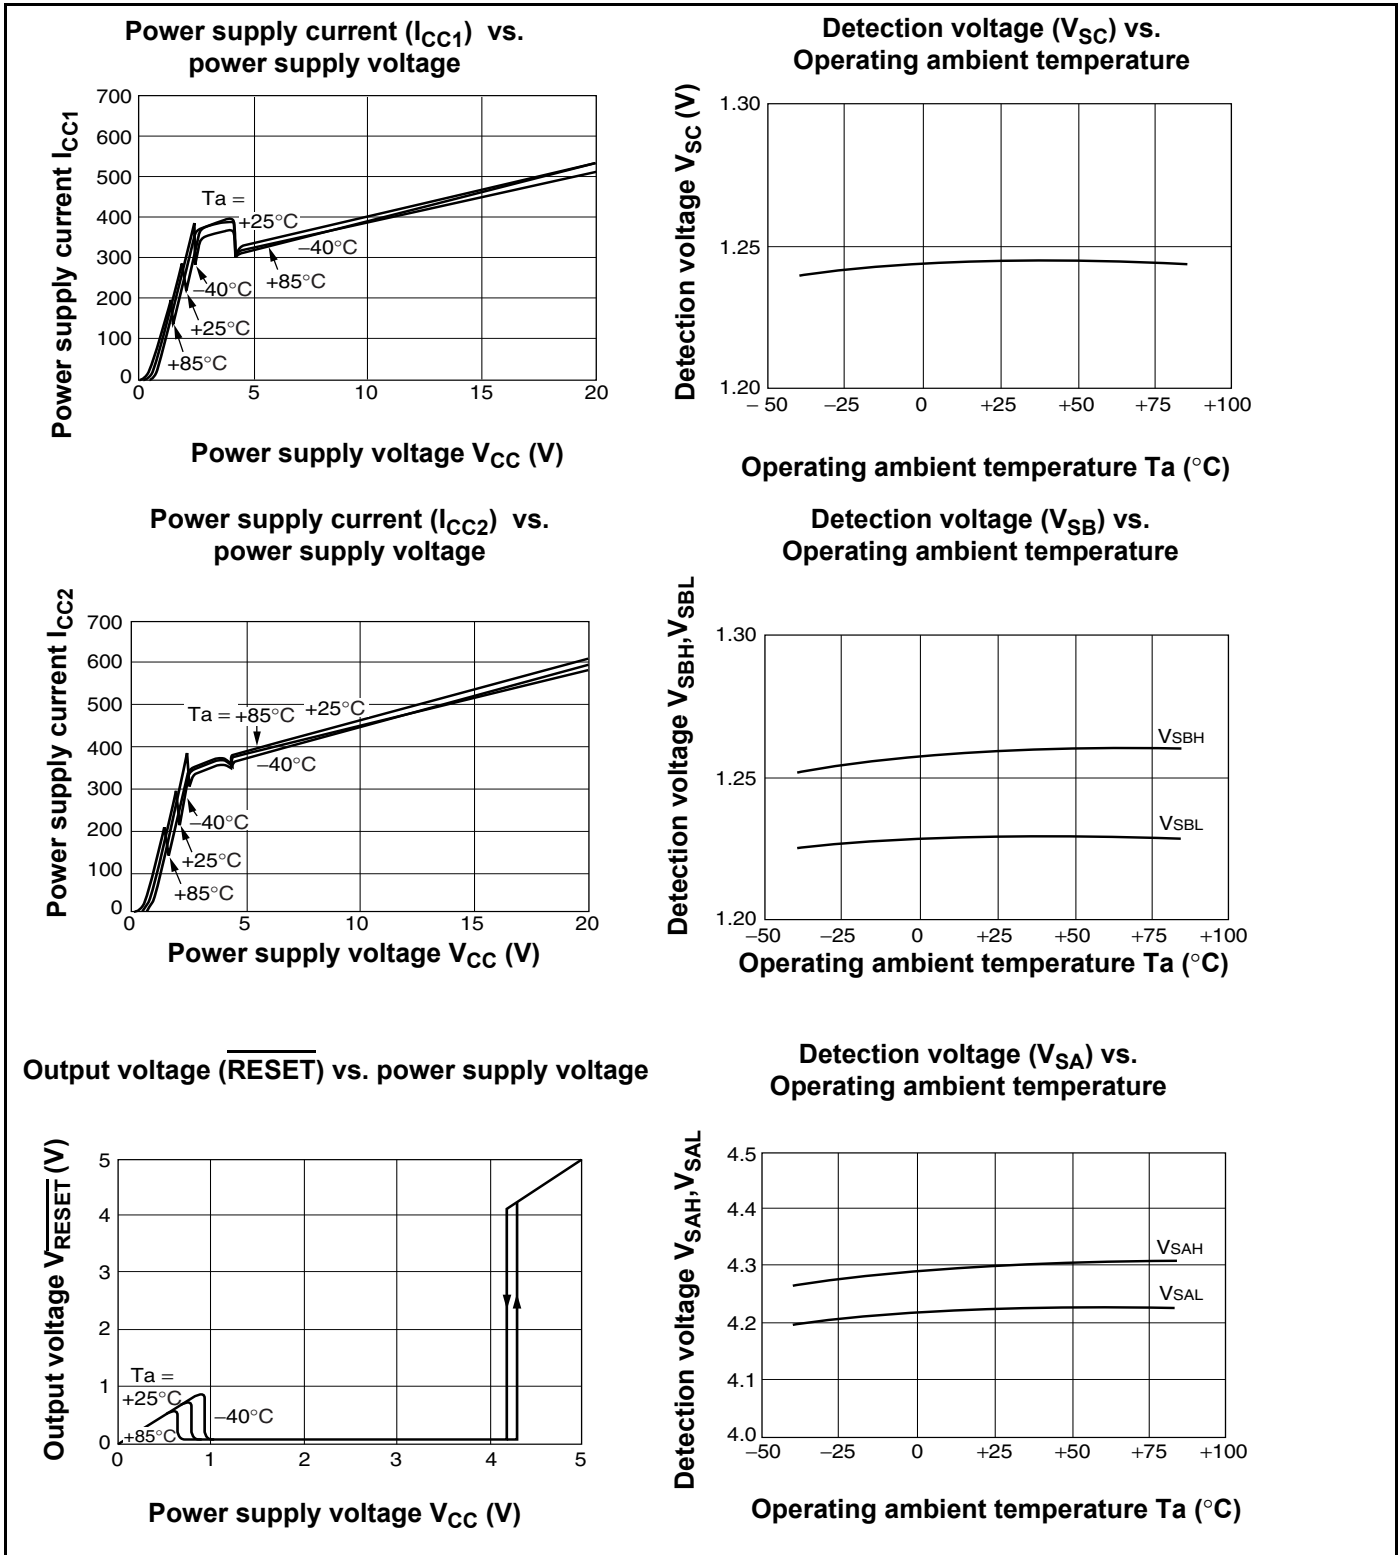 Power supply current (ICC1) vs.
power supply voltage
Power supply current ICC1
700
600
500
400
300
200
100
0
Ta =
+25°C
−40°C
+85°C
−40°C
+25°C
+85°C
0 5 10 15 20
Power supply voltage VCC (V)
Detection voltage (VSC) vs.
Operating ambient temperature
Detection voltage VSC (V)
1.30
1.25
1.20
− 50 −25 0 +25 +50 +75 +100
Operating ambient temperature Ta (°C)
Power supply current (ICC2) vs.
power supply voltage
Power supply current ICC2
700
600
500
400
300
200
100
0
Ta = +85°C +25°C
−40°C
−40°C
+25°C
+85°C
0 5 10 15 20
Power supply voltage VCC (V)
Detection voltage (VSB) vs.
Operating ambient temperature
Detection voltage VSBH,VSBL
1.30
1.25
1.20
VSBH
VSBL
−50 −25 0 +25 +50 +75 +100
Operating ambient temperature Ta (°C)
Output voltage (RESET) vs. power supply voltage
Output voltage VRESET (V)
5
4
3
2
1
0
Ta =
+25°C
−40°C
+85°C
0 1 2 3 4 5
Power supply voltage VCC (V)
Detection voltage (VSA) vs.
Operating ambient temperature
Detection voltage VSAH,VSAL
4.5
4.4
4.3
4.2
4.1
4.0
VSAH
VSAL
−50 −25 0 +25 +50 +75 +100
Operating ambient temperature Ta (°C)